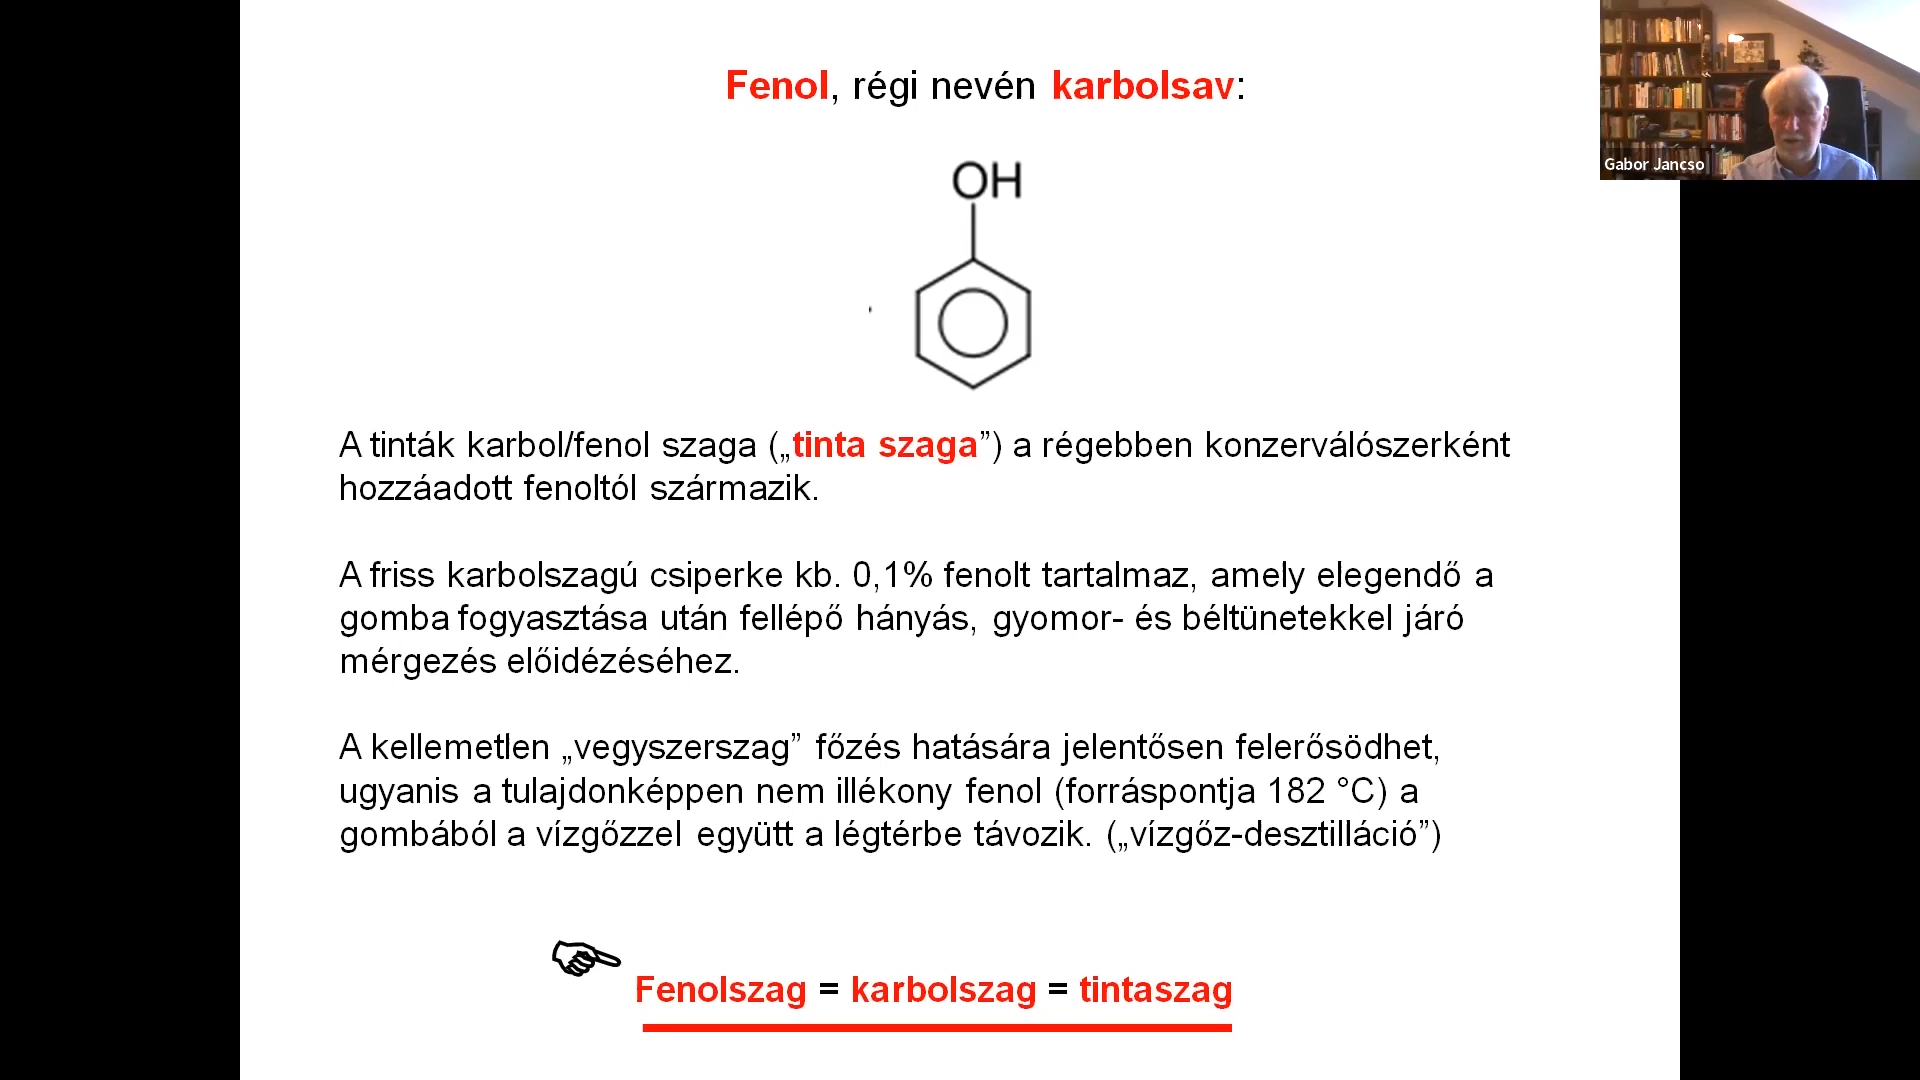 Fenol, régi nevén karbolsav:
Gabor Jancso
OH
A tinták karbol/fenol szaga („tinta szaga”) a régebben konzerválószerként
hozzáadott fenoltól származik.
A friss karbolszagú csiperke kb. 0,1% fenolt tartalmaz, amely elegendő a
gomba fogyasztása után fellépő hányás, gyomor- és béltünetekkel járó
mérgezés előidézéséhez.
A kellemetlen „vegyszerszag” főzés hatására jelentősen felerősödhet,
ugyanis a tulajdonképpen nem illékony fenol (forráspontja 182 °C) a
gombából a vízgőzzel együtt a légtérbe távozik. („vízgőz-desztilláció”)
Fenolszag = karbolszag = tintaszag